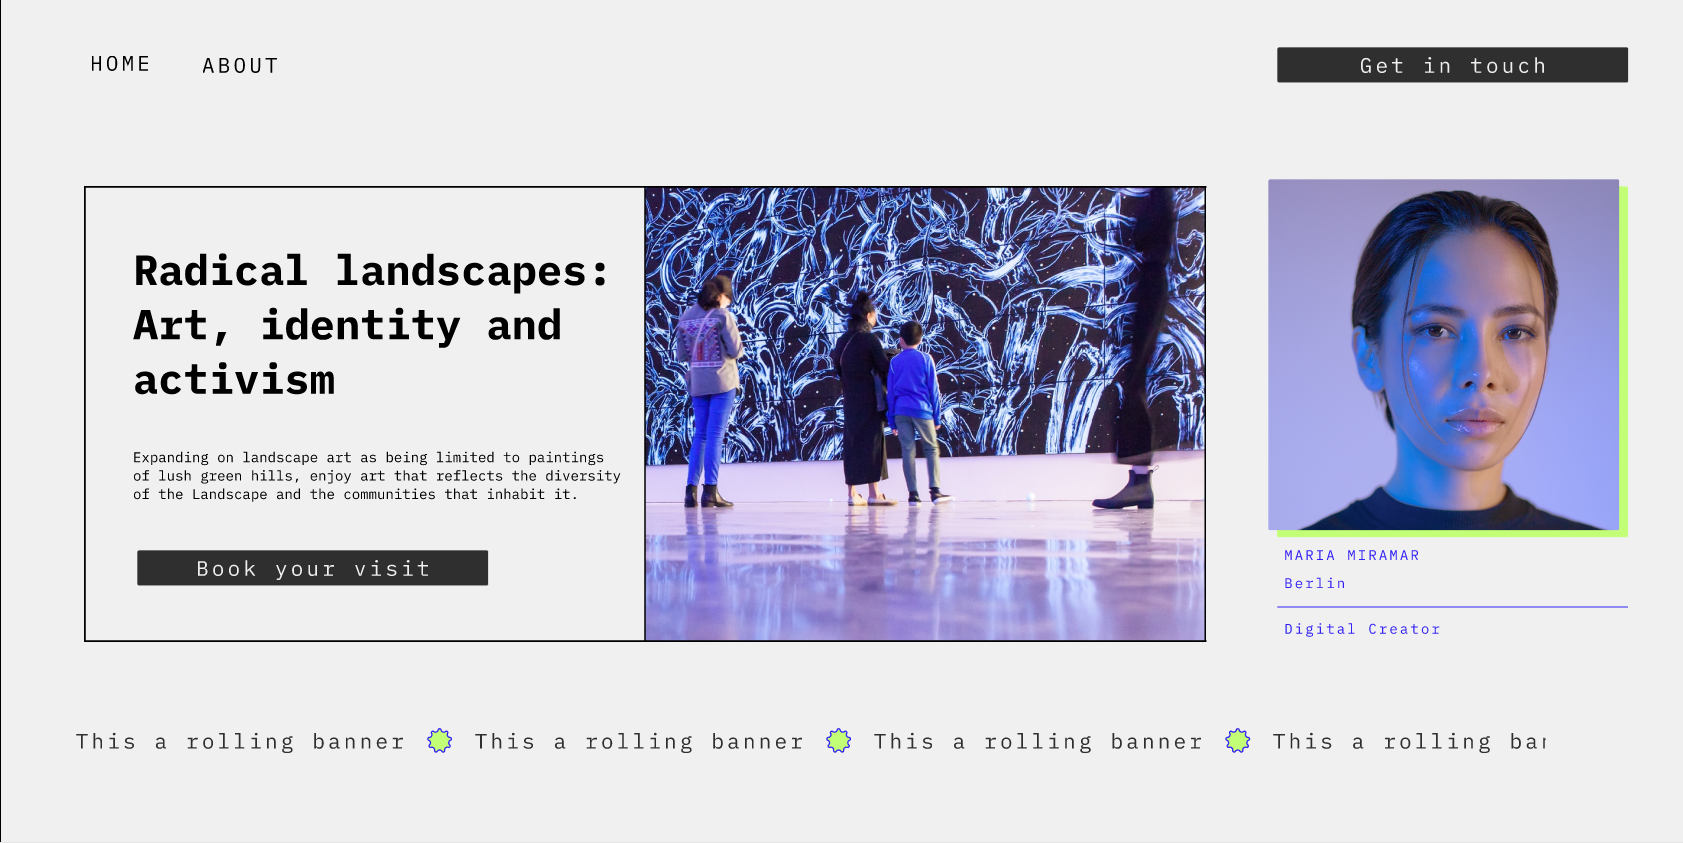 HOME ABOUT Get in touch
Radical landscapes:
Art, identity and
activism
Expanding on landscape art as being limited to paintings
of lush green hills, enjoy art that reflects the diversity
of the Landscape and the communities that inhabit it.
Book your visit
MARIA MIRAMAR
Berlin
Digital Creator
This a rolling banner This a rolling banner This a rolling banner This a rolling bar